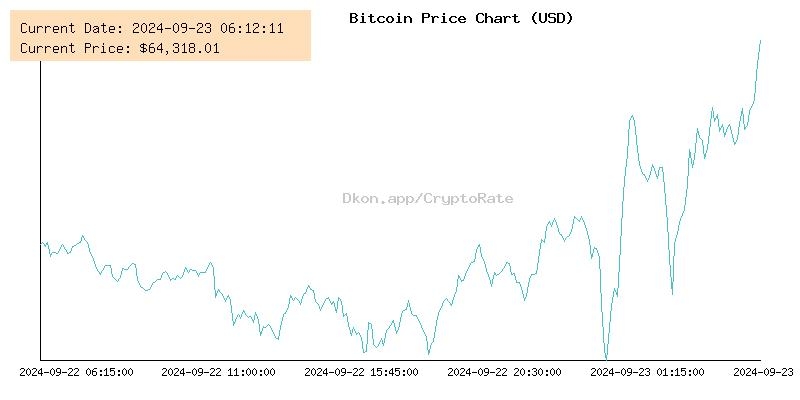 Bitcoin Price Chart (USD)
Current Date: 2024-09-23 06:12:11
Current Price: $64,318.01
Dkon.app/CryptoRate
2024-09-22 06:15:00 2024-09-22 11:00:00 2024-09-22 15:45:00 2024-09-22 20:30:00 2024-09-23 01:15:00 2024-09-23